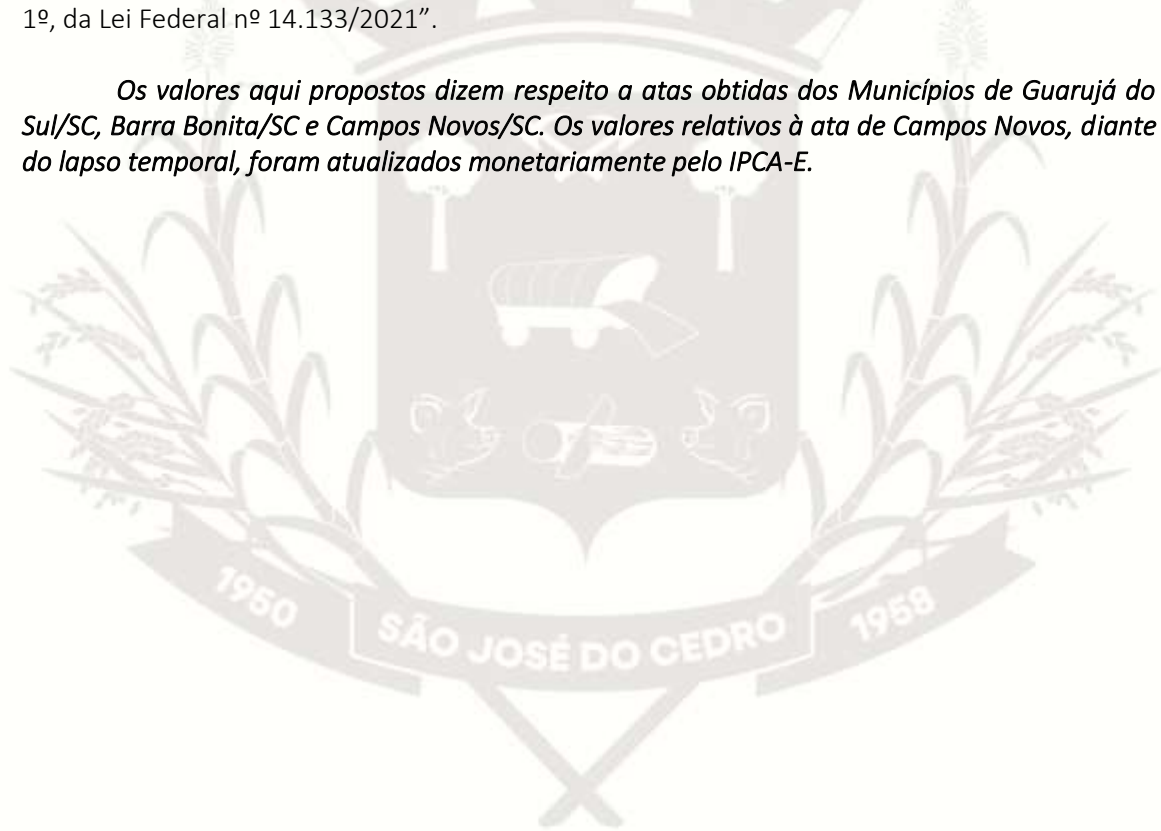 1º, da Lei Federal nº 14.133/2021”.
Os valores aqui propostos dizem respeito a atas obtidas dos Municípios de Guarujá do
Sul/SC, Barra Bonita/SC e Campos Novos/SC. Os valores relativos à ata de Campos Novos, diante
do lapso temporal, foram atualizados monetariamente pelo IPCA-E.
1950
SÃO JOSÉ DO CEDRO
1958